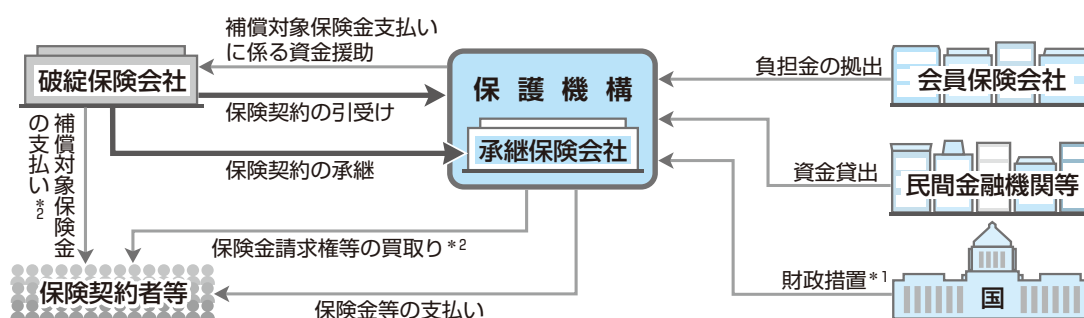 補償対象保険金支払い
に係る資金援助
破綻保険会社
保険契約の引受け
保険契約の承継
補償対象保険金
の支払い*2
保護機構
承継保険会社
負担金の拠出
会員保険会社
資金貸出
民間金融機関等
財政措置*1
国
保険金請求権等の買取り*2
保険契約者等
保険金等の支払い